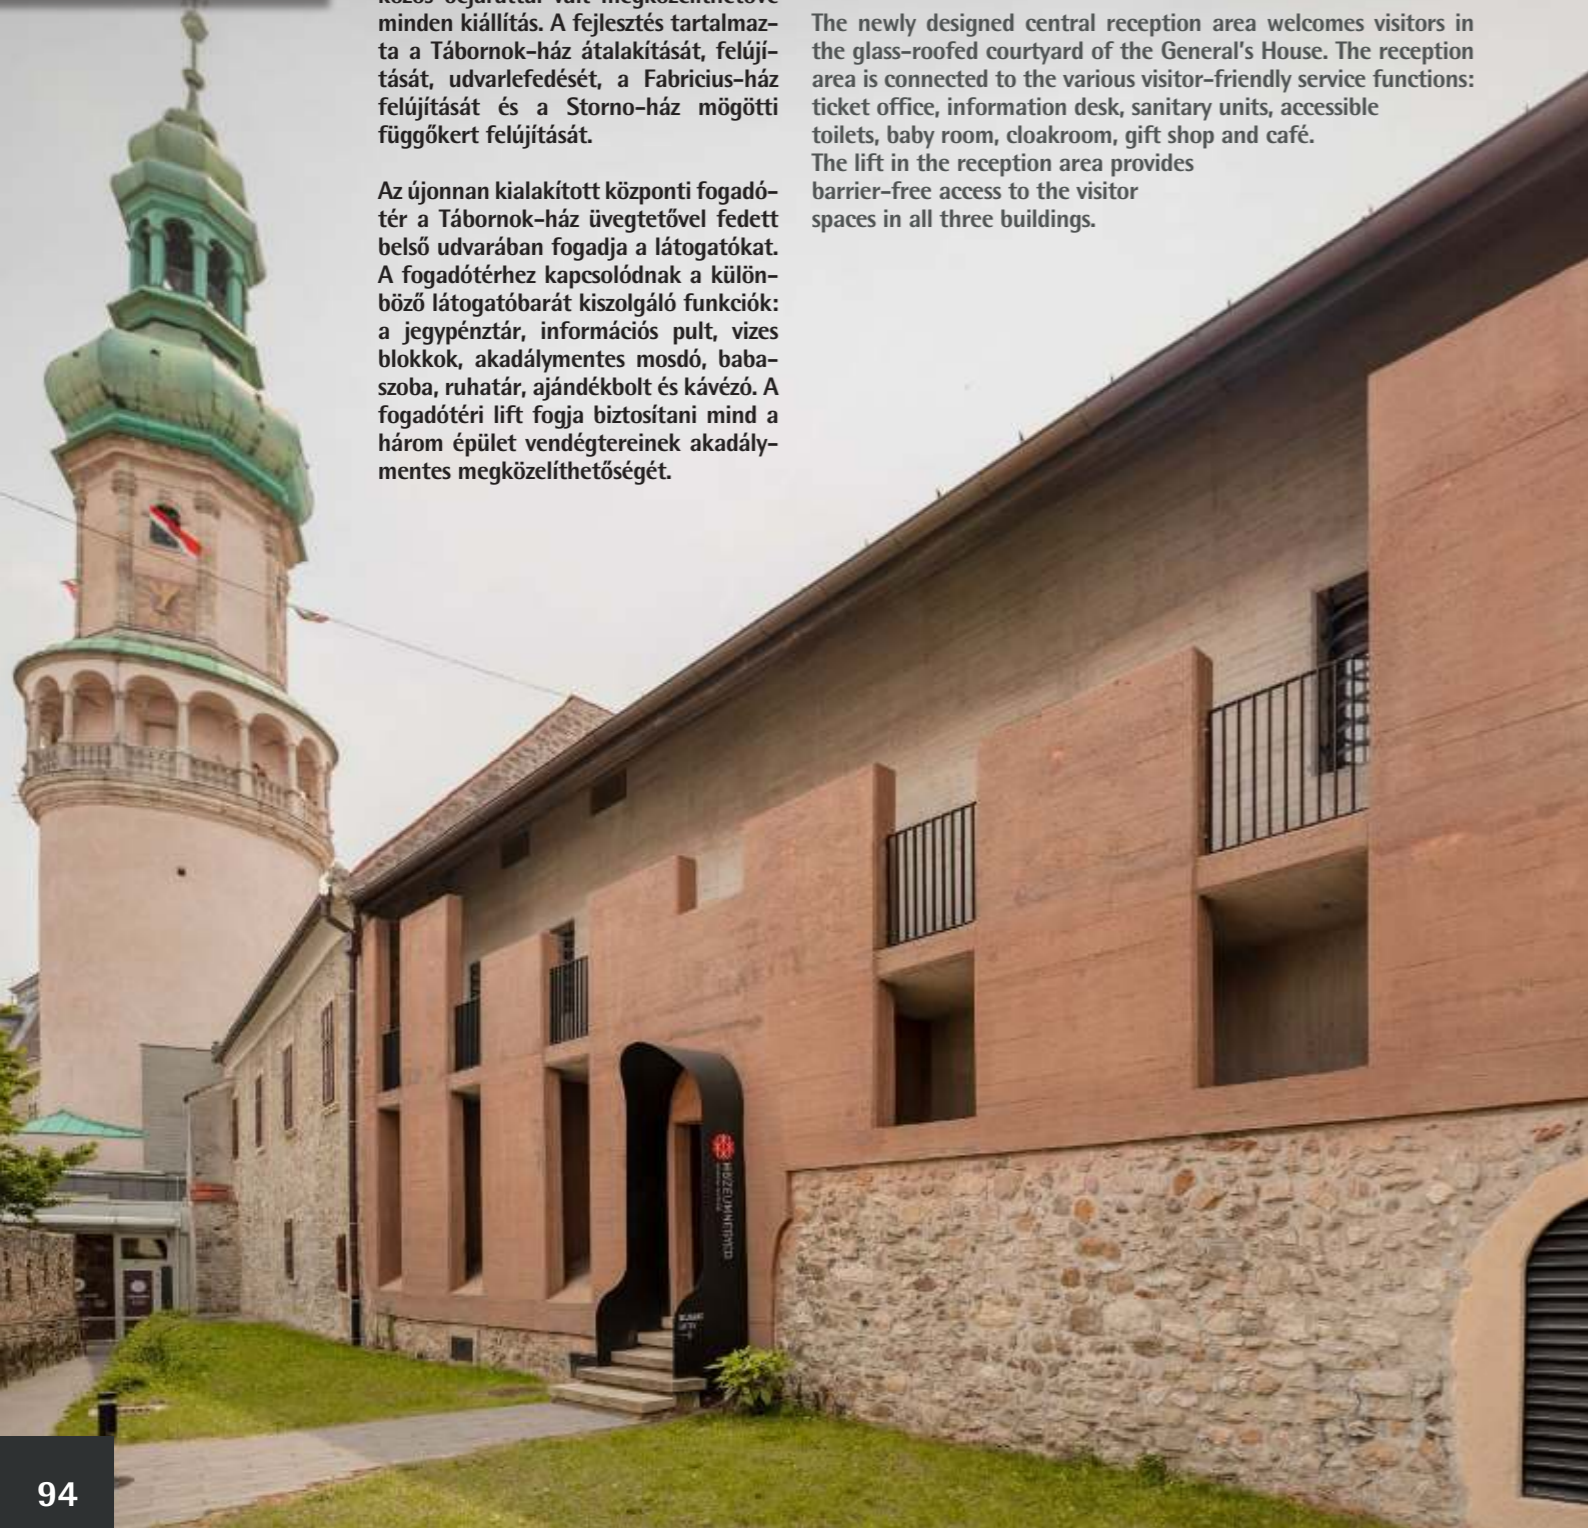 minden kiállítás. A fejlesztés tartalmaz-
ta a Tábornok-ház átalakítását, felújí-
tását, udvarlefedését, a Fabricius-ház
felújítását és a Storno-ház mögötti
függőkert felújítását.
Az újonnan kialakított központi fogadó-
tér a Tábornok-ház üvegtetővel fedett
belső udvarában fogadja a látogatókat.
A fogadótérhez kapcsolódnak a külön-
böző látogatóbarát kiszolgáló funkciók:
a jegypénztár, információs pult, vizes
blokkok, akadálymentes mosdó, baba-
szoba, ruhatár, ajándékbolt és kávézó. A
fogadótéri lift fogja biztosítani mind a
három épület vendégtereinek akadály-
mentes megközelíthetőségét.
The newly designed central reception area welcomes visitors in
the glass-roofed courtyard of the General's House. The reception
area is connected to the various visitor-friendly service functions:
ticket office, information desk, sanitary units, accessible
toilets, baby room, cloakroom, gift shop and café.
The lift in the reception area provides
barrier-free access to the visitor
spaces in all three buildings.
MÚZEUMNEGYED
94